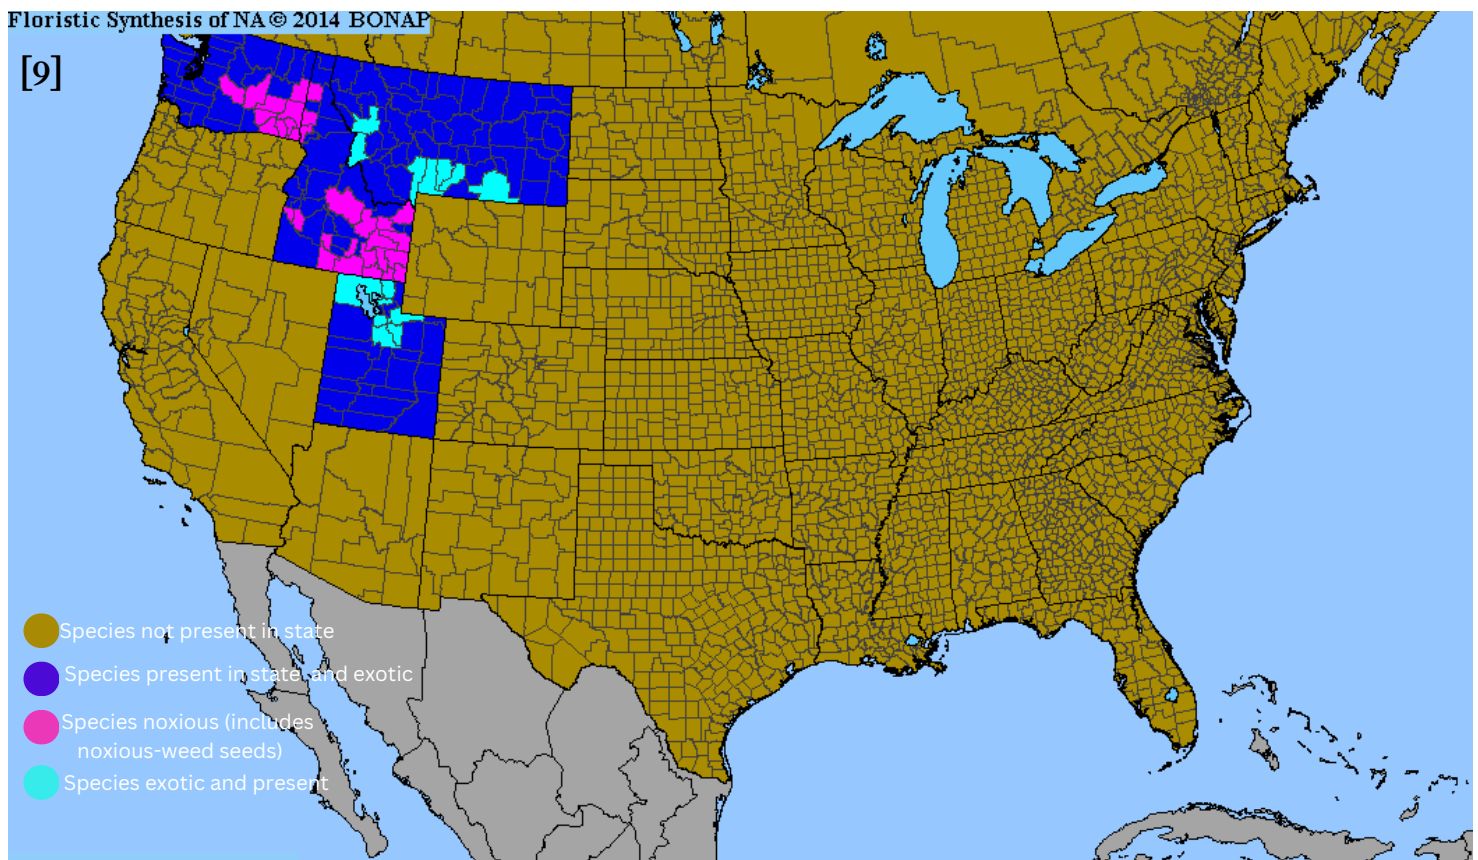 Floristic Synthesis of NA © 2014 BONAP
[9]
Species not present in state
Species present in state and exotic
Species noxious (includes
noxious-weed seeds)
Species exotic and present